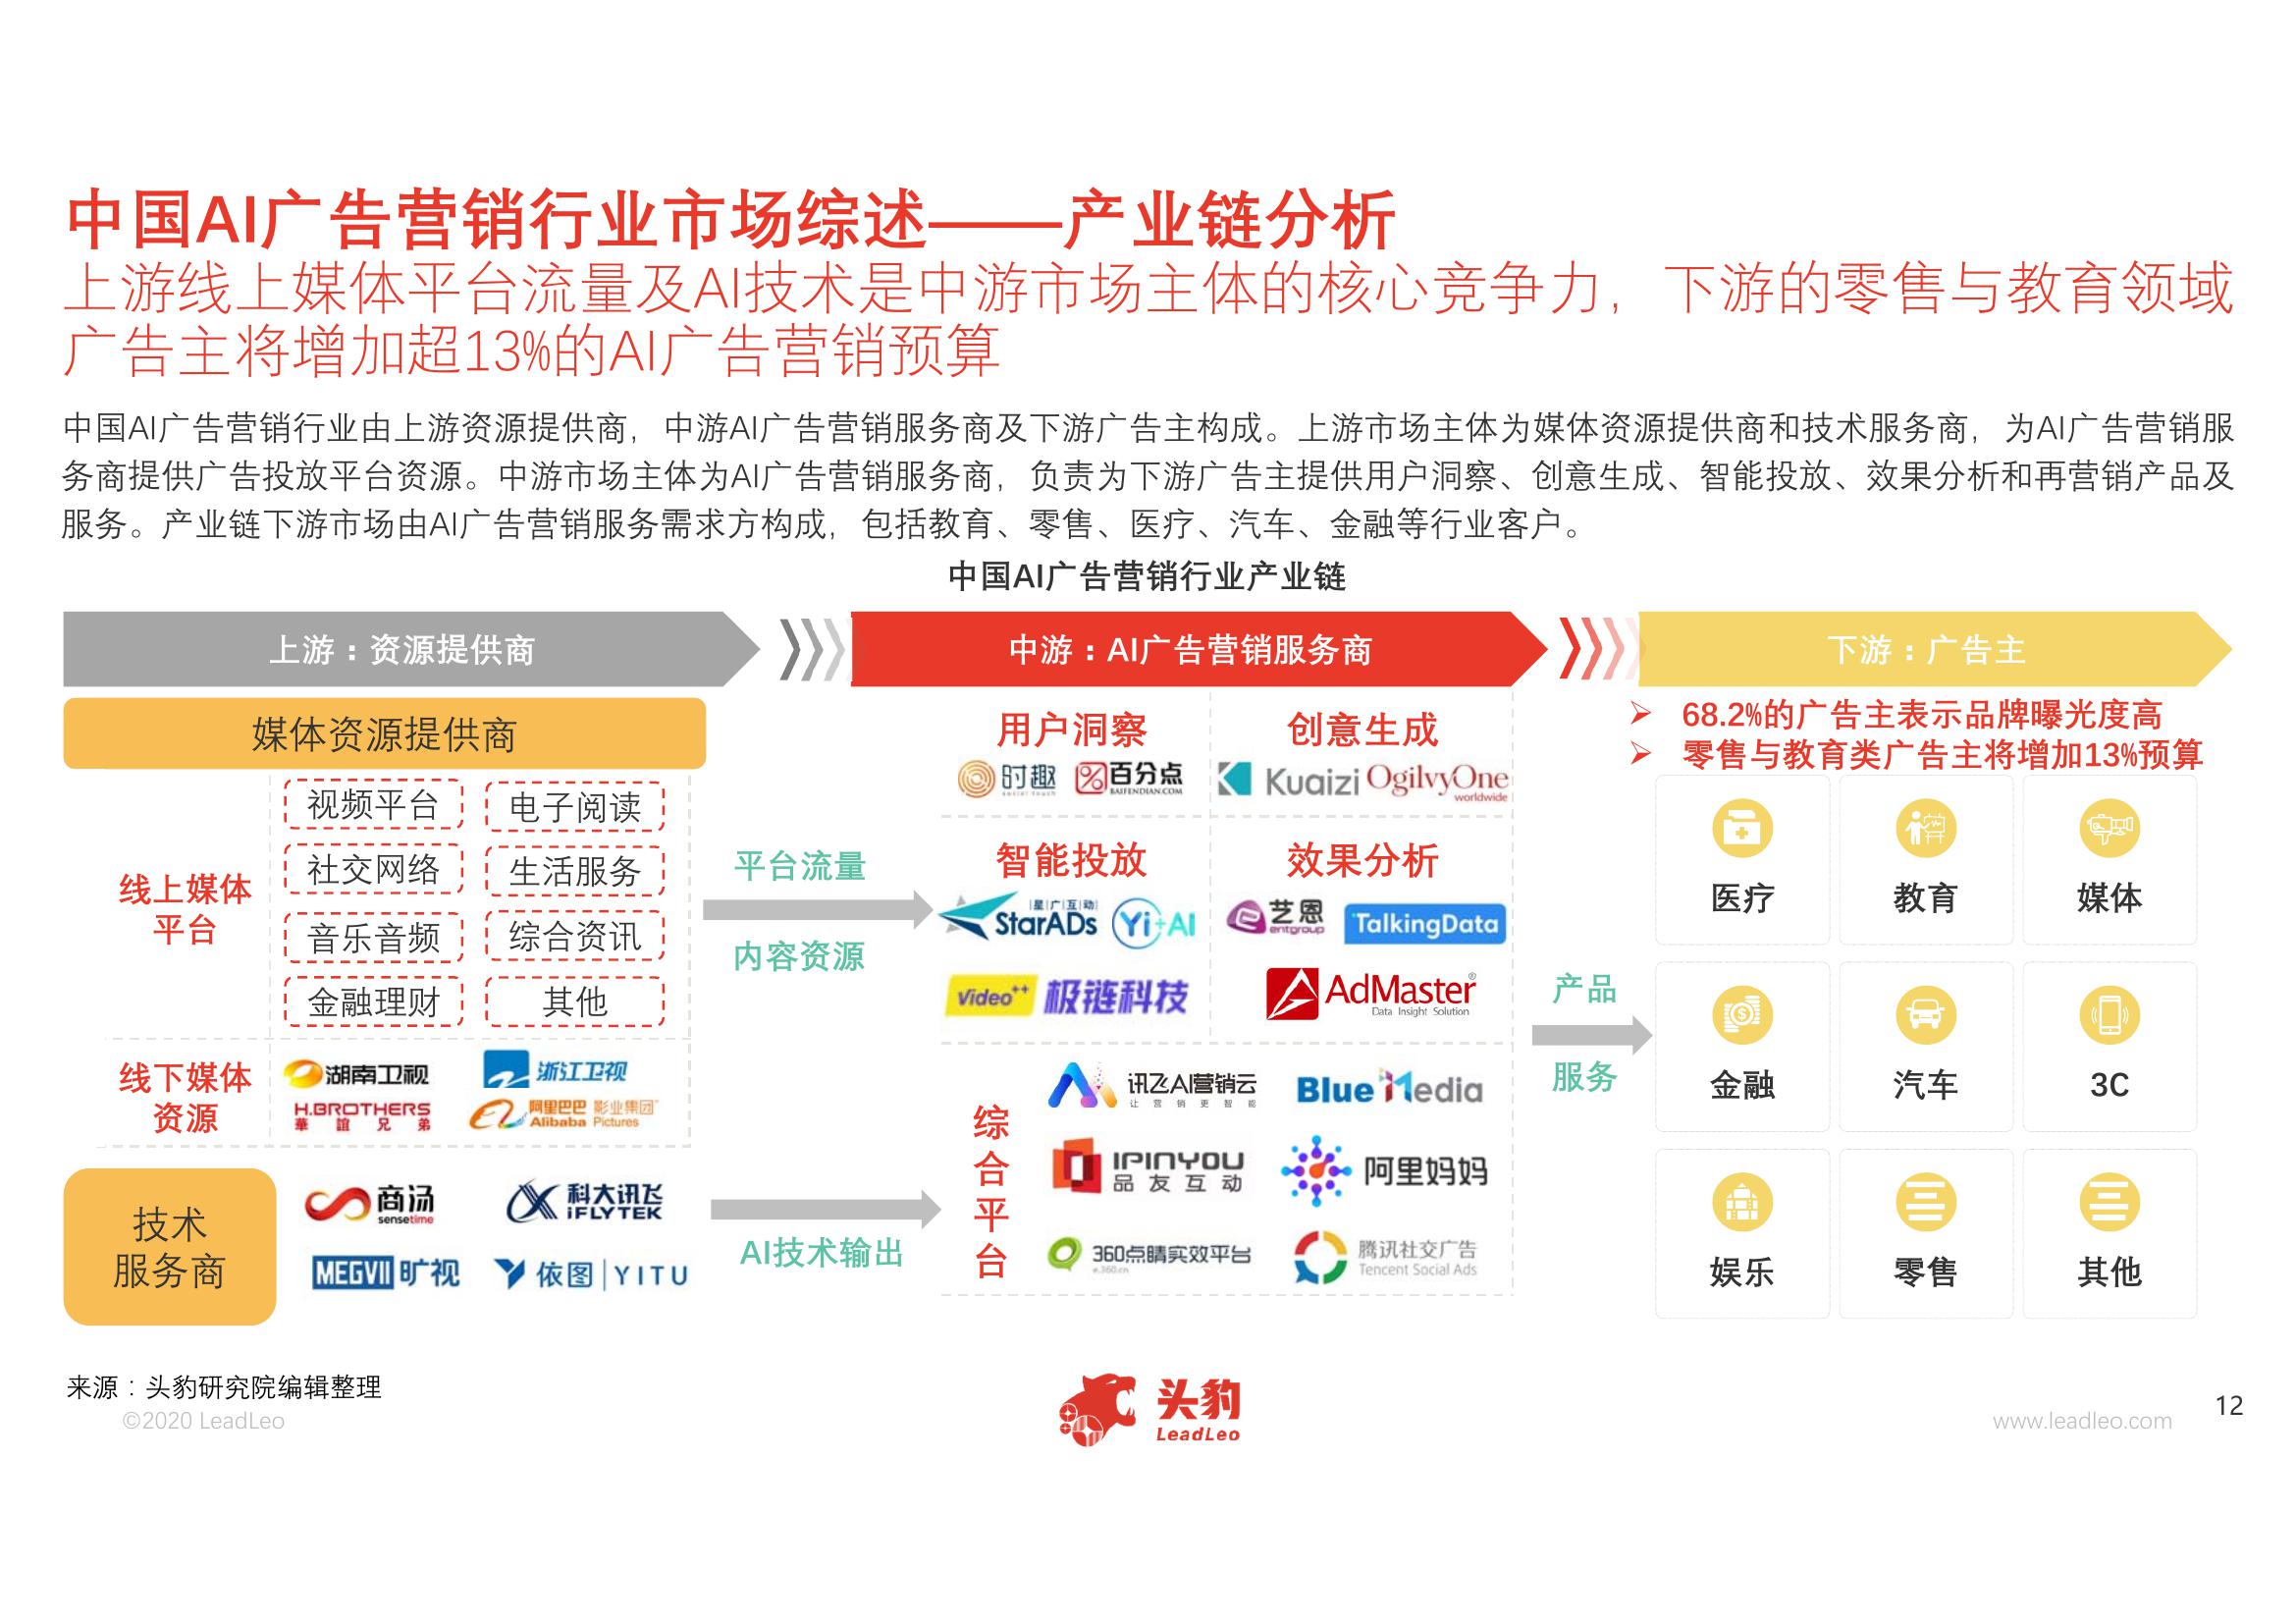 中国AI广告营销行业市场综述——产业链分析
上游线上媒体平台流量及AI技术是中游市场主体的核心竞争力，下游的零售与教育领域
广告主将增加超13%的AI广告营销预算
中国AI广告营销行业由上游资源提供商，中游AI广告营销服务商及下游广告主构成。上游市场主体为媒体资源提供商和技术服务商，为AI广告营销服
务商提供广告投放平台资源。中游市场主体为AI广告营销服务商，负责为下游广告主提供用户洞察、创意生成、智能投放、效果分析和再营销产品及
服务。产业链下游市场由AI广告营销服务需求方构成，包括教育、零售、医疗、汽车、金融等行业客户。
中国AI广告营销行业产业链
上游：资源提供商
媒体资源提供商
线上媒体
平台
视频平台
电子阅读
社交网络
生活服务
音乐音频
综合资讯
金融理财
其他
线下媒体
资源
湖南卫视
浙江卫视
H.BROTHERS
華誼兄弟
阿里巴巴 影业集团
Alibaba Pictures
技术
服务商
商汤
sensetime
科大讯飞
iFLYTEK
MEGVII 旷视
依图 | YITU
平台流量
内容资源
AI技术输出
中游：AI广告营销服务商
用户洞察
时趣
social touch
百分点
BAIFENDIAN.COM
创意生成
Kuaizi
OgilvyOne
worldwide
智能投放
|星|广|互|动|
StarADs
Yi+AI
Video++ 极链科技
效果分析
艺恩
entgroup
TalkingData
AdMaster®
Data Insight Solution
综
合
平
台
讯飞AI营销云
让营销更智能
BlueMedia
IPINYOU
品友互动
阿里妈妈
360点睛实效平台
e.360.cn
腾讯社交广告
Tencent Social Ads
产品
服务
下游：广告主
68.2%的广告主表示品牌曝光度高
零售与教育类广告主将增加13%预算
医疗
教育
媒体
金融
汽车
3C
娱乐
零售
其他
来源：头豹研究院编辑整理
©2020 LeadLeo
头豹
LeadLeo
www.leadleo.com
12